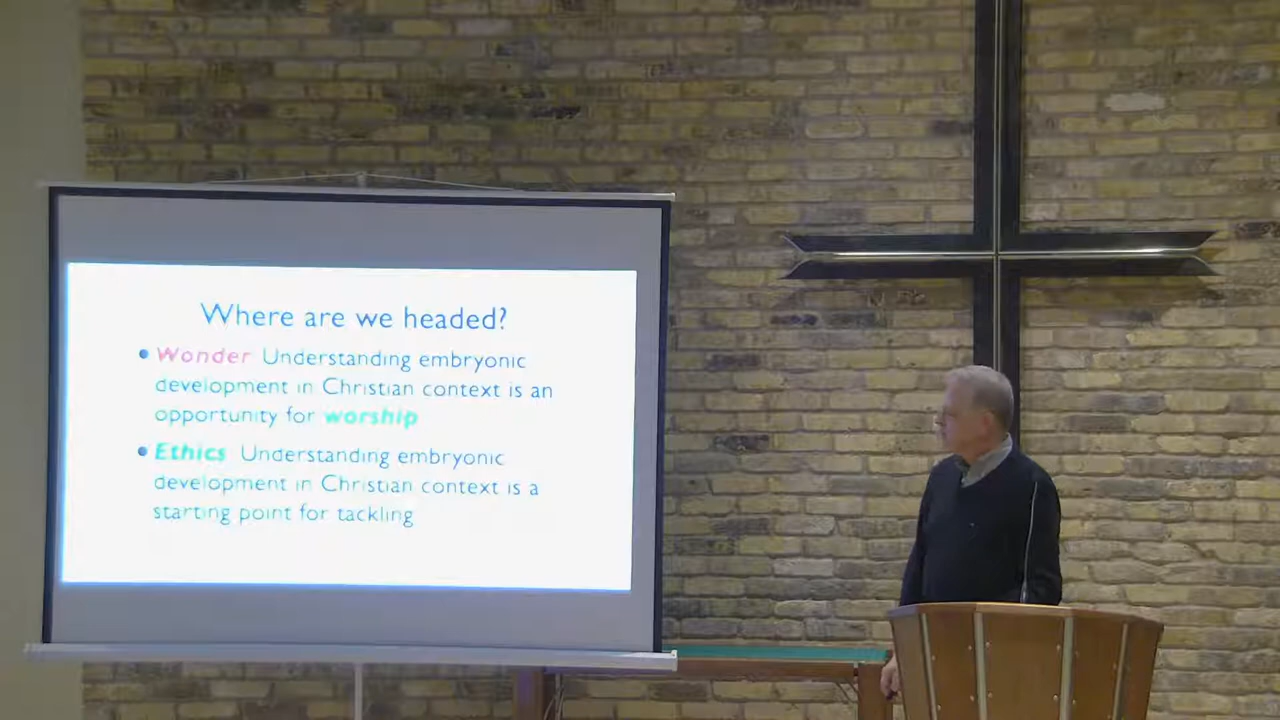 Where are we headed?
• Wonder Understanding embryonic
development in Christian context is an
opportunity for worship
• Ethics Understanding embryonic
development in Christian context is a
starting point for tackling